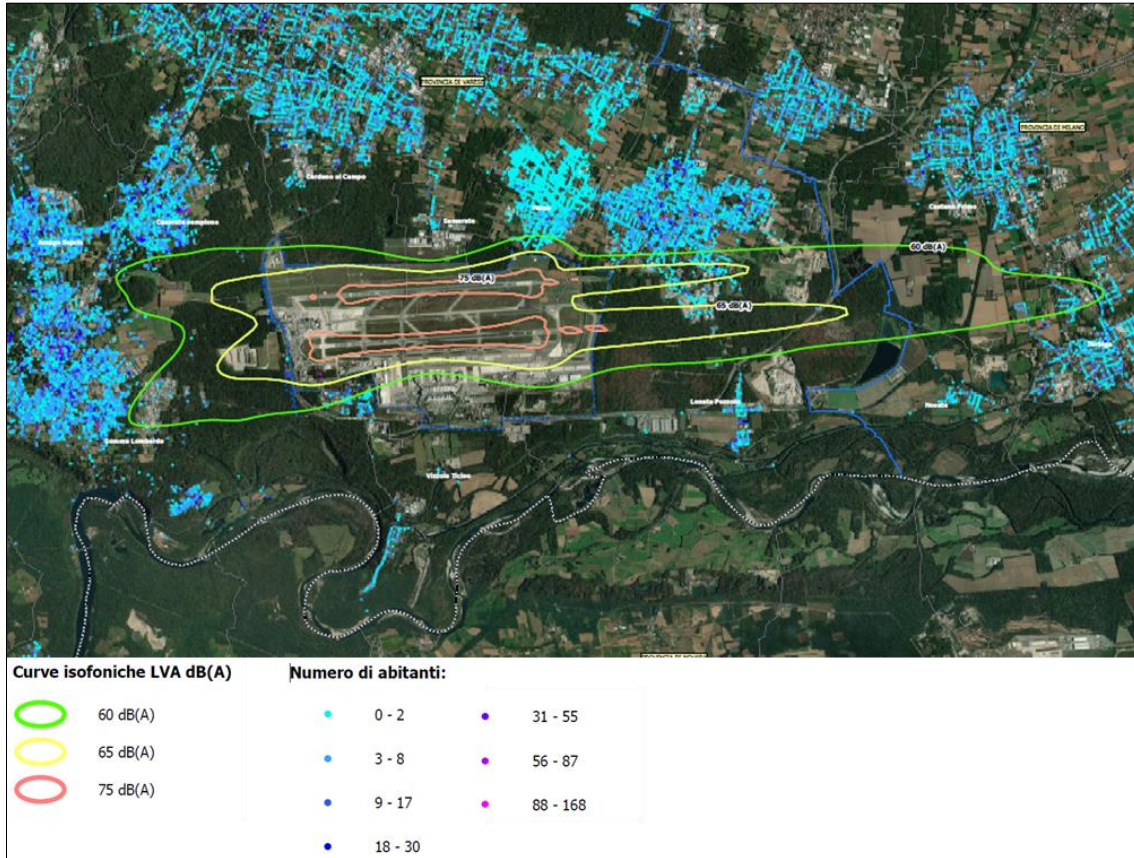 PROVINCIA DI VARESE
PROVINCIA DI MILANO
Cardano al Campo
Casorate Sempione
Samarate
Castano Primo
Arsago Seprio
60 dB(A)
75 dB(A)
65 dB(A)
Lonate Pozzolo
Nosate
Somma Lombardo
Vizzola Ticino
Curve isofoniche LVA dB(A)
60 dB(A)
65 dB(A)
75 dB(A)
Numero di abitanti:
0 - 2
3 - 8
9 - 17
18 - 30
31 - 55
56 - 87
88 - 168